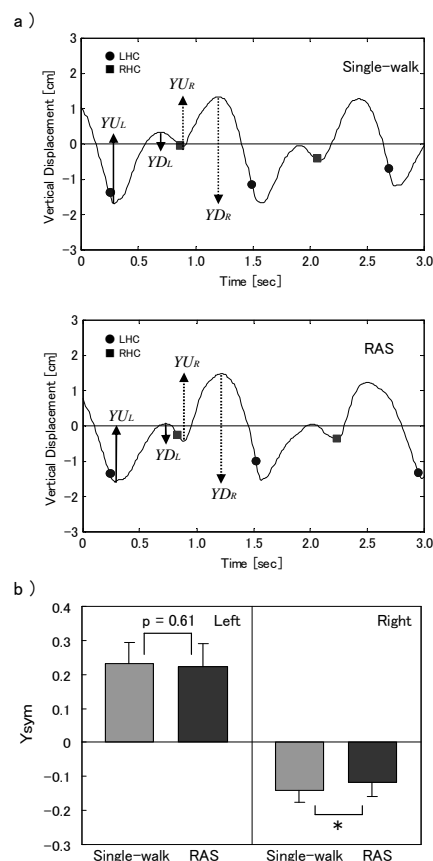 a )
3
2
1
0
-1
-2
-3
Vertical Displacement [cm]
● LHC
■ RHC
Single-walk
YUL
YUR
YDL
YDR
0 0.5 1.0 1.5 2.0 2.5 3.0
Time [sec]
3
2
1
0
-1
-2
-3
Vertical Displacement [cm]
● LHC
■ RHC
RAS
YUL
YUR
YDL
YDR
0 0.5 1.0 1.5 2.0 2.5 3.0
Time [sec]
b )
0.4
0.3
0.2
0.1
0
-0.1
-0.2
-0.3
Ysym
p = 0.61
Left
Right
*
Single-walk RAS Single-walk RAS